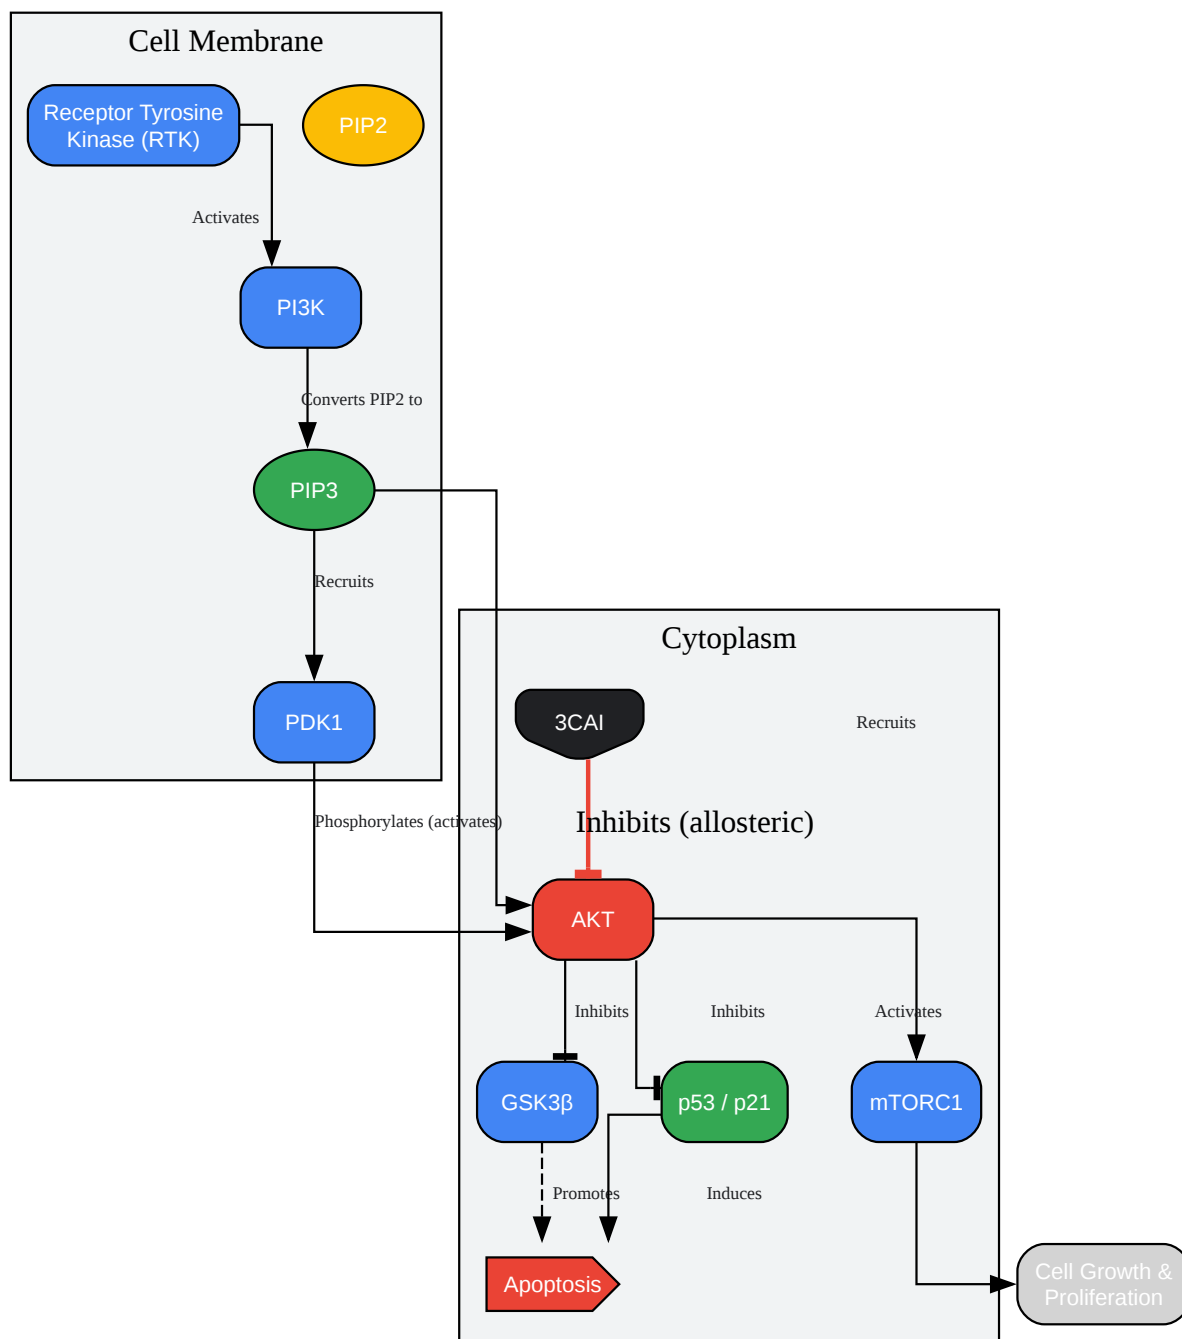 Cell Membrane
Receptor Tyrosine
Kinase (RTK)
PIP2
Activates
PI3K
Converts PIP2 to
PIP3
Recruits
PDK1
Phosphorylates (activates)
Cytoplasm
3CAI
Recruits
Inhibits (allosteric)
AKT
Inhibits
Inhibits
Activates
GSK3β
p53 / p21
mTORC1
Promotes
Induces
Apoptosis
Cell Growth &
Proliferation